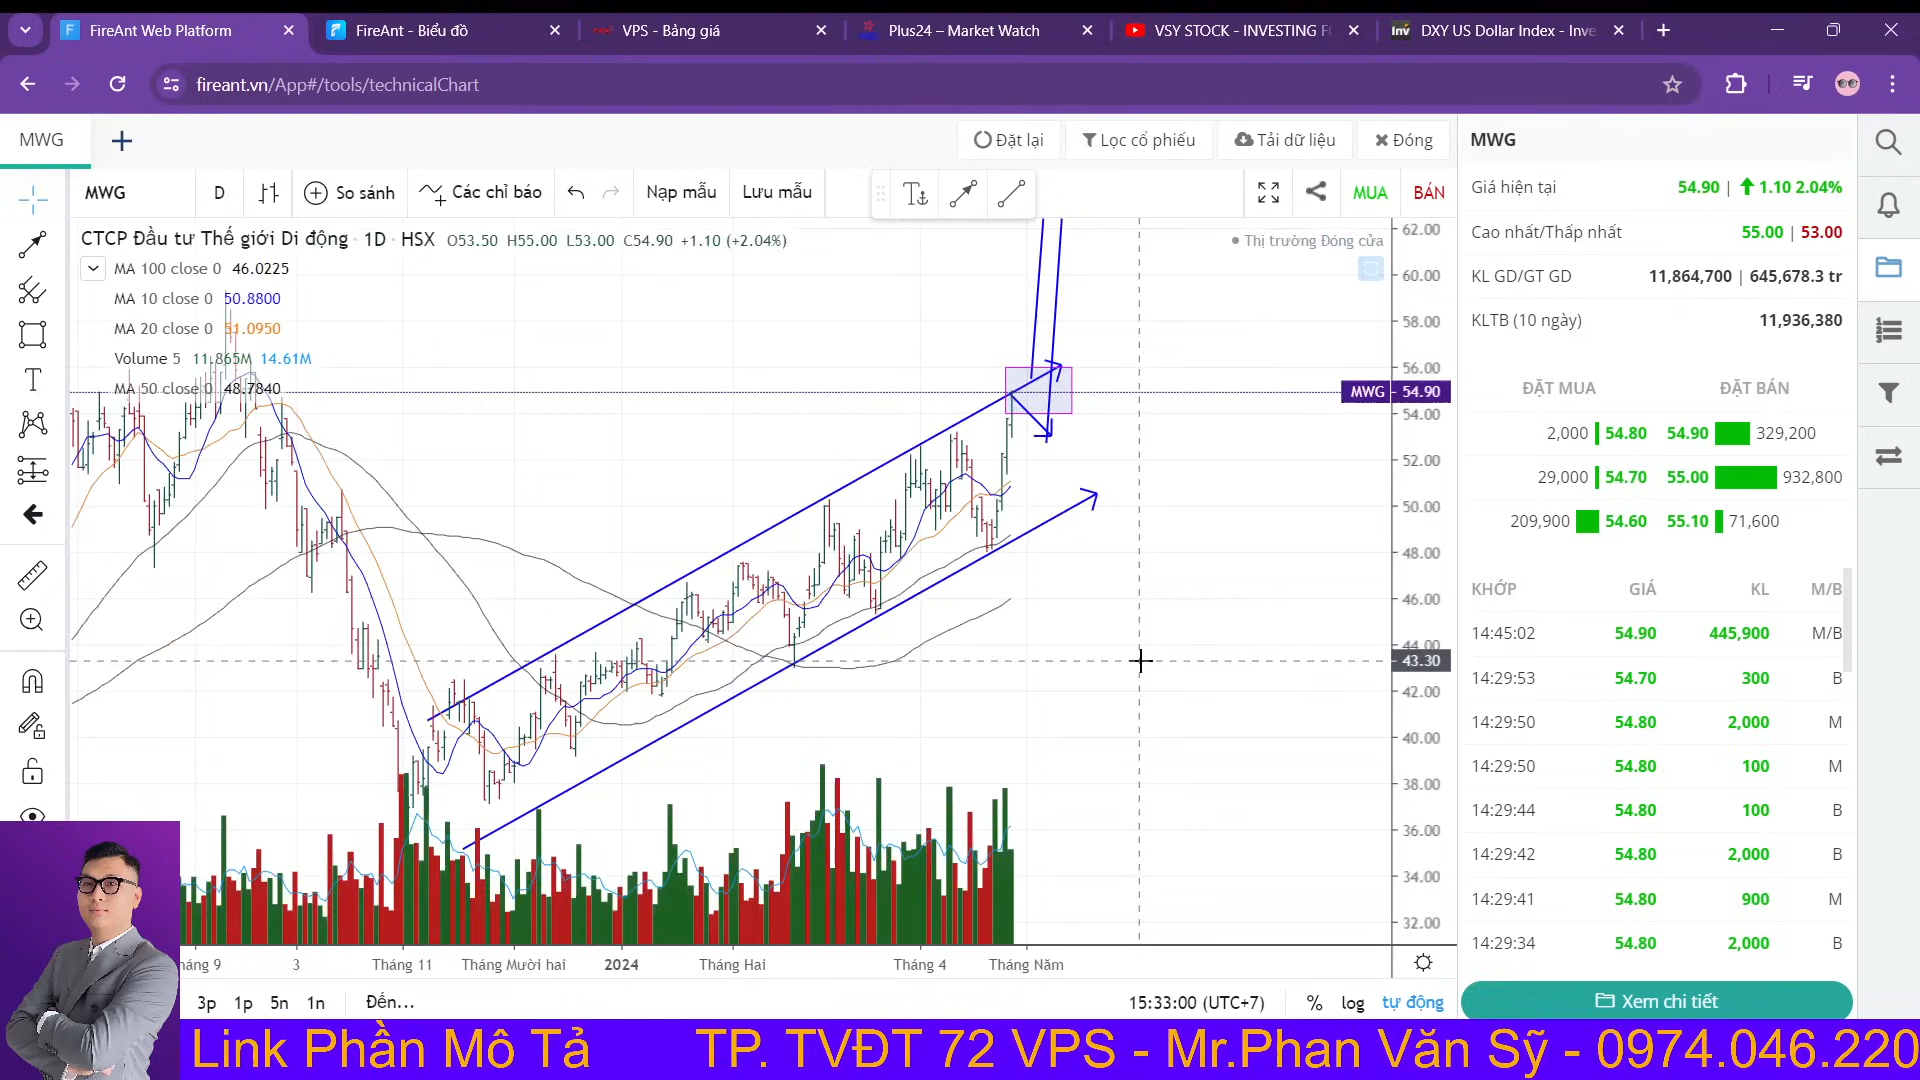 FireAnt Web Platform
FireAnt - Biểu đồ
VPS - Bảng giá
Plus24 – Market Watch
VSY STOCK - INVESTING F
Inv
DXY US Dollar Index - Inve
fireant.vn/App#/tools/technicalChart
MWG
Đặt lại
Lọc cổ phiếu
Tải dữ liệu
Đóng
MWG
D
So sánh
Các chỉ báo
Nạp mẫu
Lưu mẫu
MUA
BÁN
CTCP Đầu tư Thế giới Di động · 1D · HSX O53.50 H55.00 L53.00 C54.90 +1.10 (+2.04%)
Thị trường Đóng cửa
MA 100 close 0 46.0225
MA 10 close 0 50.8800
MA 20 close 0 51.0950
Volume 5 11.865M 14.61M
MA 50 close 0 48.7840
62.00
60.00
58.00
56.00
MWG 54.90
54.00
52.00
50.00
48.00
46.00
44.00
43.30
42.00
40.00
38.00
36.00
34.00
32.00
háng 9
3
Tháng 11
Tháng Mười hai
2024
Tháng Hai
Tháng 4
Tháng Năm
3p 1p 5n 1n Đến...
15:33:00 (UTC+7) % log tự động
MWG
Giá hiện tại 54.90 | 1.10 2.04%
Cao nhất/Thấp nhất 55.00 | 53.00
KL GD/GT GD 11,864,700 | 645,678.3 tr
KLTB (10 ngày) 11,936,380
ĐẶT MUA ĐẶT BÁN
2,000 54.80 54.90 329,200
29,000 54.70 55.00 932,800
209,900 54.60 55.10 71,600
KHỚP GIÁ KL M/B
14:45:02 54.90 445,900 M/B
14:29:53 54.70 300 B
14:29:50 54.80 2,000 M
14:29:50 54.80 100 M
14:29:44 54.80 100 B
14:29:42 54.80 2,000 B
14:29:41 54.80 900 M
14:29:34 54.80 2,000 B
Xem chi tiết
Link Phần Mô Tả TP. TVĐT 72 VPS - Mr.Phan Văn Sỹ - 0974.046.220